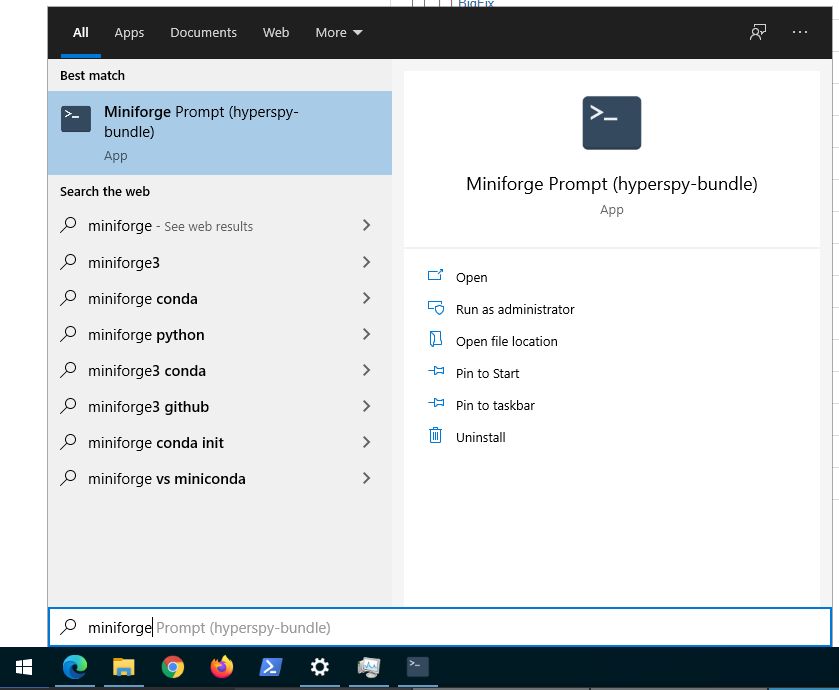 BigFix
All Apps Documents Web More
Best match
Miniforge Prompt (hyperspy-
bundle)
App
Search the web
miniforge - See web results
miniforge3
miniforge conda
miniforge python
miniforge3 conda
miniforge3 github
miniforge conda init
miniforge vs miniconda
Miniforge Prompt (hyperspy-bundle)
App
Open
Run as administrator
Open file location
Pin to Start
Pin to taskbar
Uninstall
miniforge Prompt (hyperspy-bundle)